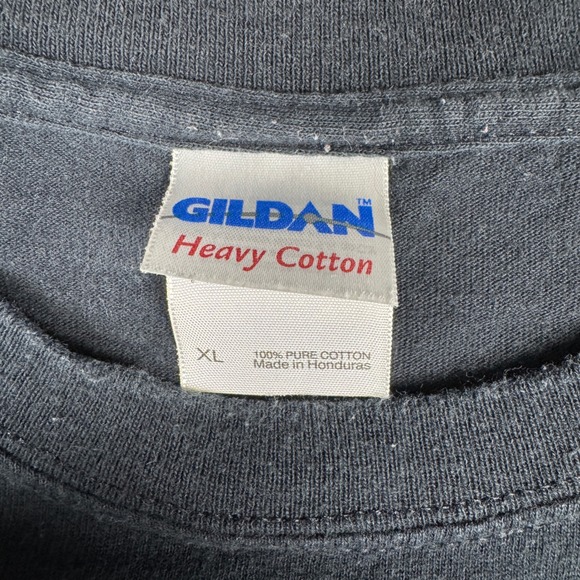 GILDAN™
Heavy Cotton
XL
100% PURE COTTON
Made in Honduras